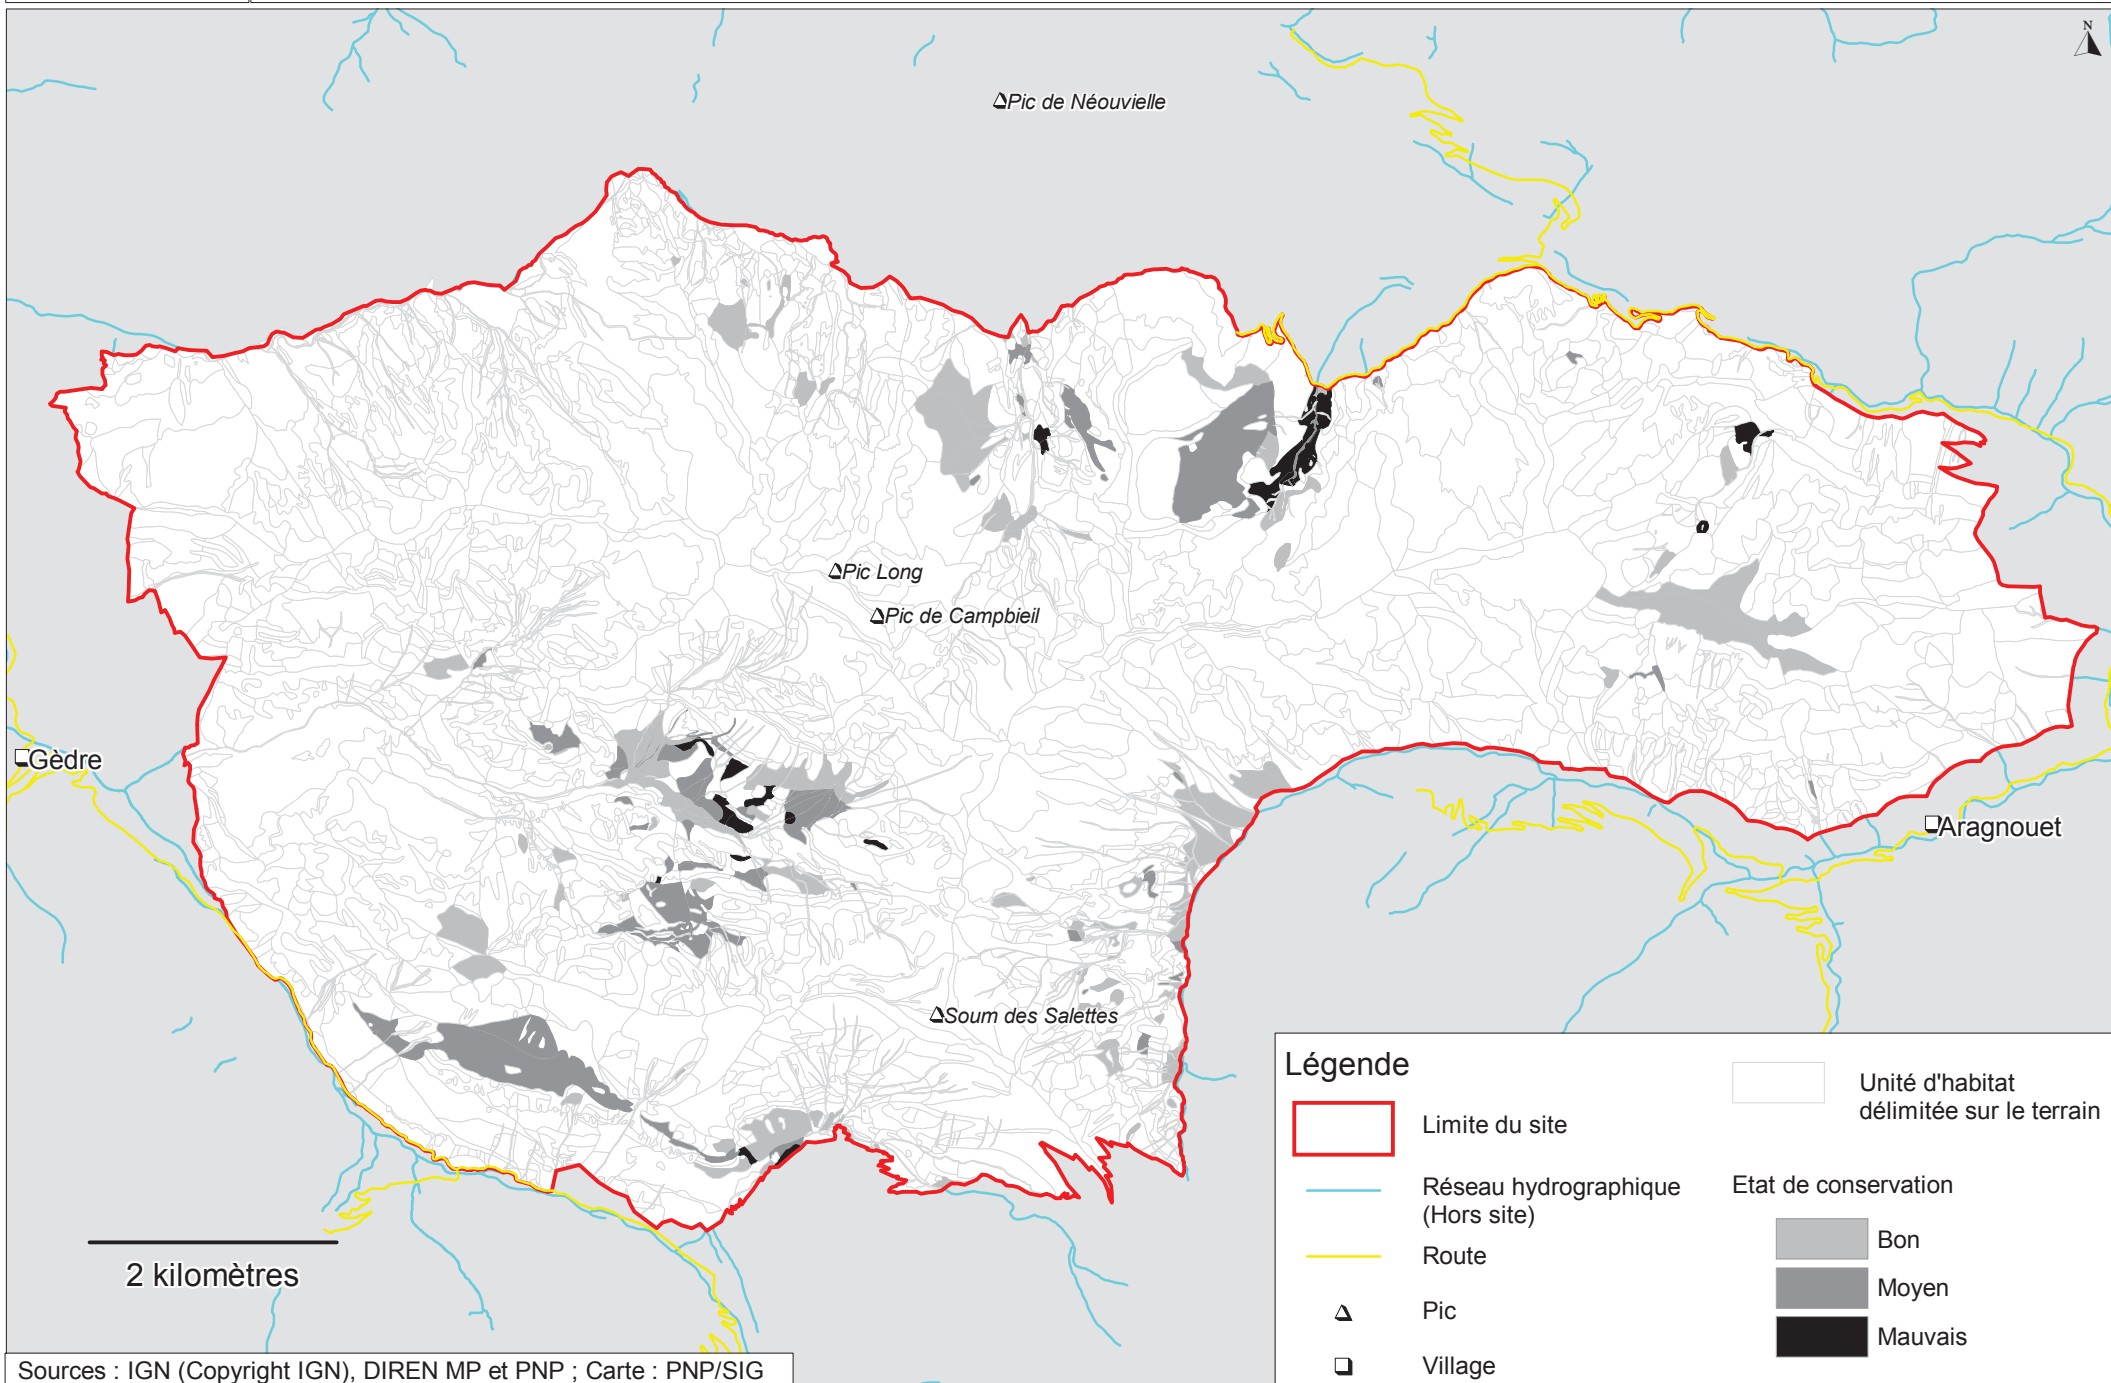 N
Pic de Néouvielle
Pic Long
Pic de Campbieil
Gèdre
Aragnouet
Soum des Salettes
2 kilomètres
Légende
Limite du site
Réseau hydrographique
(Hors site)
Route
Pic
Village
Unité d'habitat
délimitée sur le terrain
Etat de conservation
Bon
Moyen
Mauvais
Sources : IGN (Copyright IGN), DIREN MP et PNP ; Carte : PNP/SIG